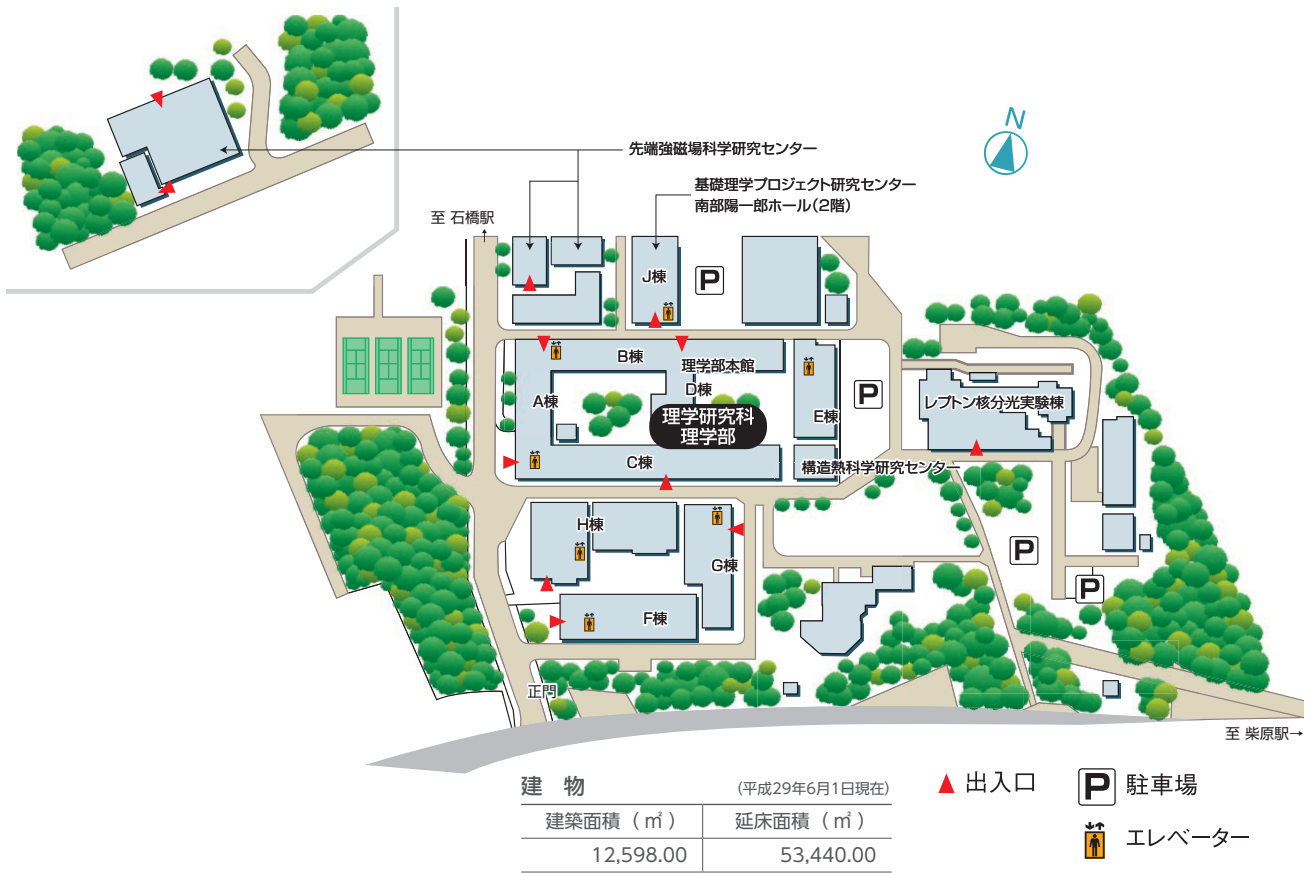 先端強磁場科学研究センター
N
基礎理学プロジェクト研究センター
南部陽一郎ホール(2階)
至 石橋駅
J棟
P
B棟
理学部本館
D棟
A棟
理学研究科
理学部
E棟
P
レプトン核分光実験棟
C棟
構造熱科学研究センター
H棟
G棟
P
P
F棟
正門
至 柴原駅→
建 物
(平成29年6月1日現在)
建築面積(㎡)
延床面積(㎡)
12,598.00
53,440.00
出入口
P 駐車場
エレベーター